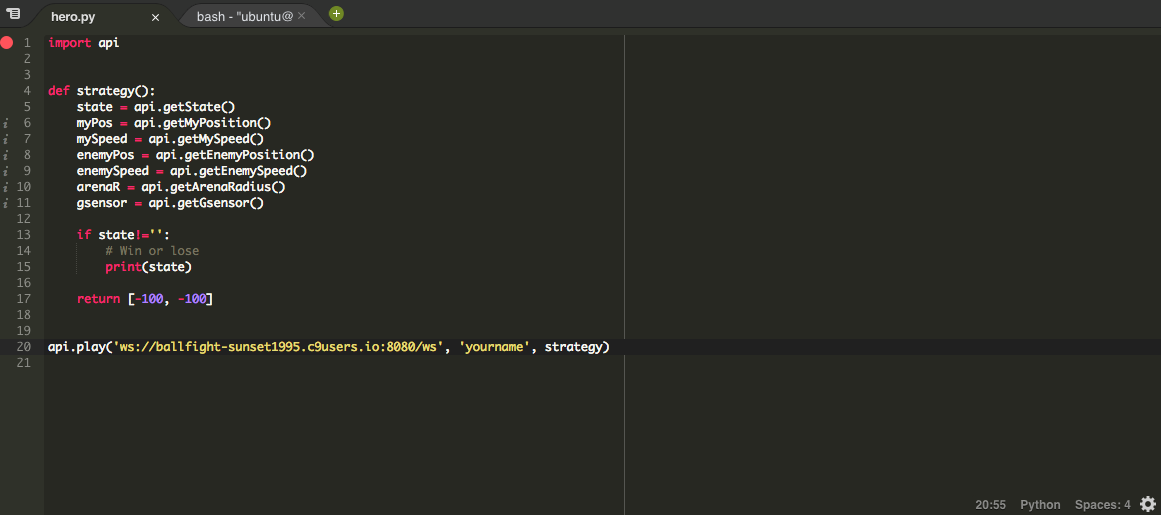 hero.py × bash - "ubuntu@ ×
1 import api
2
3
4 def strategy():
5 state = api.getState()
6 myPos = api.getMyPosition()
7 mySpeed = api.getMySpeed()
8 enemyPos = api.getEnemyPosition()
9 enemySpeed = api.getEnemySpeed()
10 arenaR = api.getArenaRadius()
11 gsensor = api.getGsensor()
12
13 if state!='':
14 # Win or lose
15 print(state)
16
17 return [-100, -100]
18
19
20 api.play('ws://ballfight-sunset1995.c9users.io:8080/ws', 'yourname', strategy)
21
20:55 Python Spaces: 4